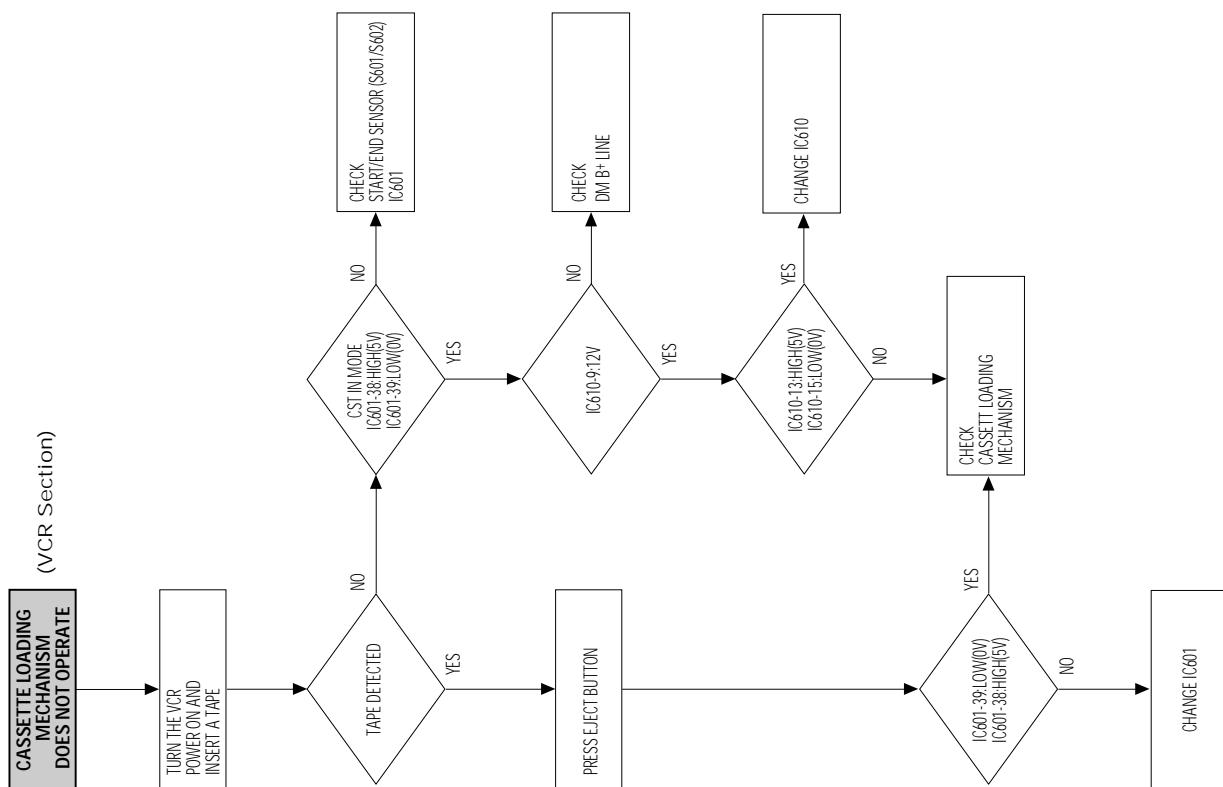 CASSETTE LOADING
MECHANISM
DOES NOT OPERATE
(VCR Section)
TURN THE VCR
POWER ON AND
INSERT A TAPE
TAPE DETECTED
NO
YES
CST IN MODE
IC601-38:HIGH(5V)
IC601-39:LOW(0V)
NO
YES
CHECK
START/END SENSOR (S601/S602)
IC601
IC610-9:12V
NO
YES
CHECK
DM B+ LINE
IC610-13:HIGH(5V)
IC610-15:LOW(0V)
YES
NO
CHANGE IC610
PRESS EJECT BUTTON
IC601-39:LOW(0V)
IC601-38:HIGH(5V)
YES
NO
CHECK
CASSETT LOADING
MECHANISM
CHANGE IC601